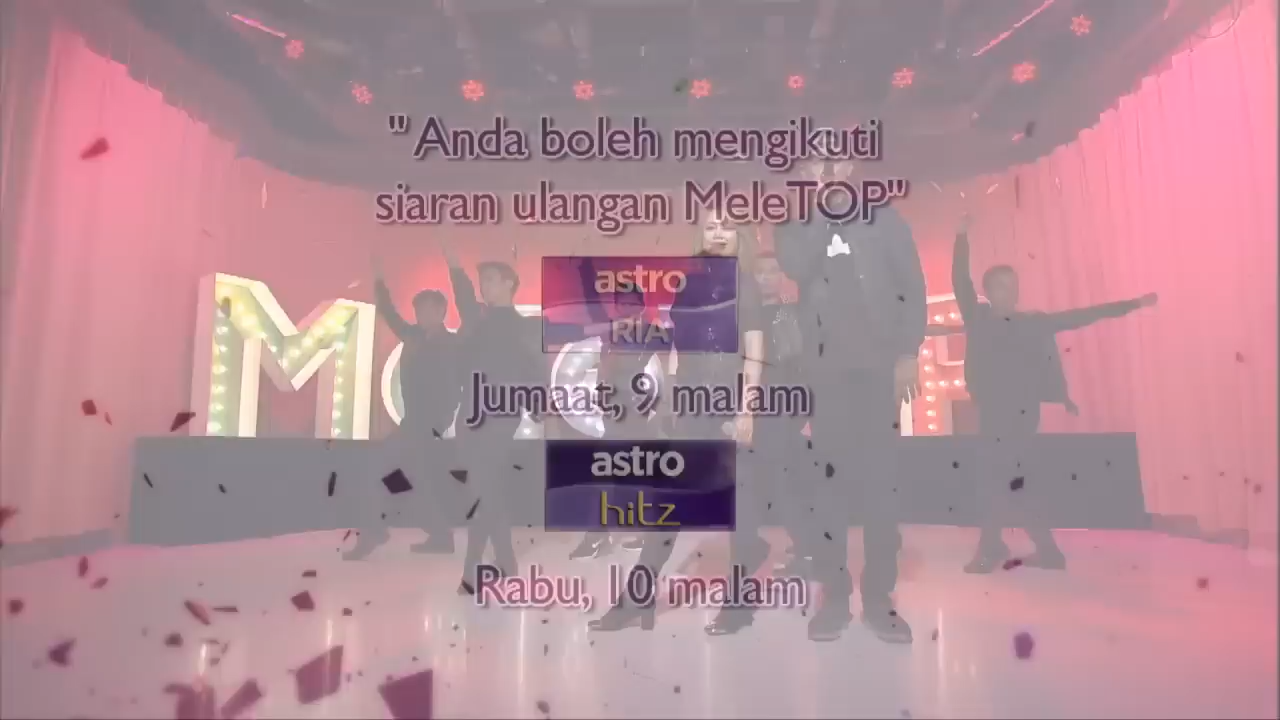 "Anda boleh mengikuti
siaran ulangan MeleTOP"
astro
RIA
Jumaat, 9 malam
astro
hitz
Rabu, 10 malam